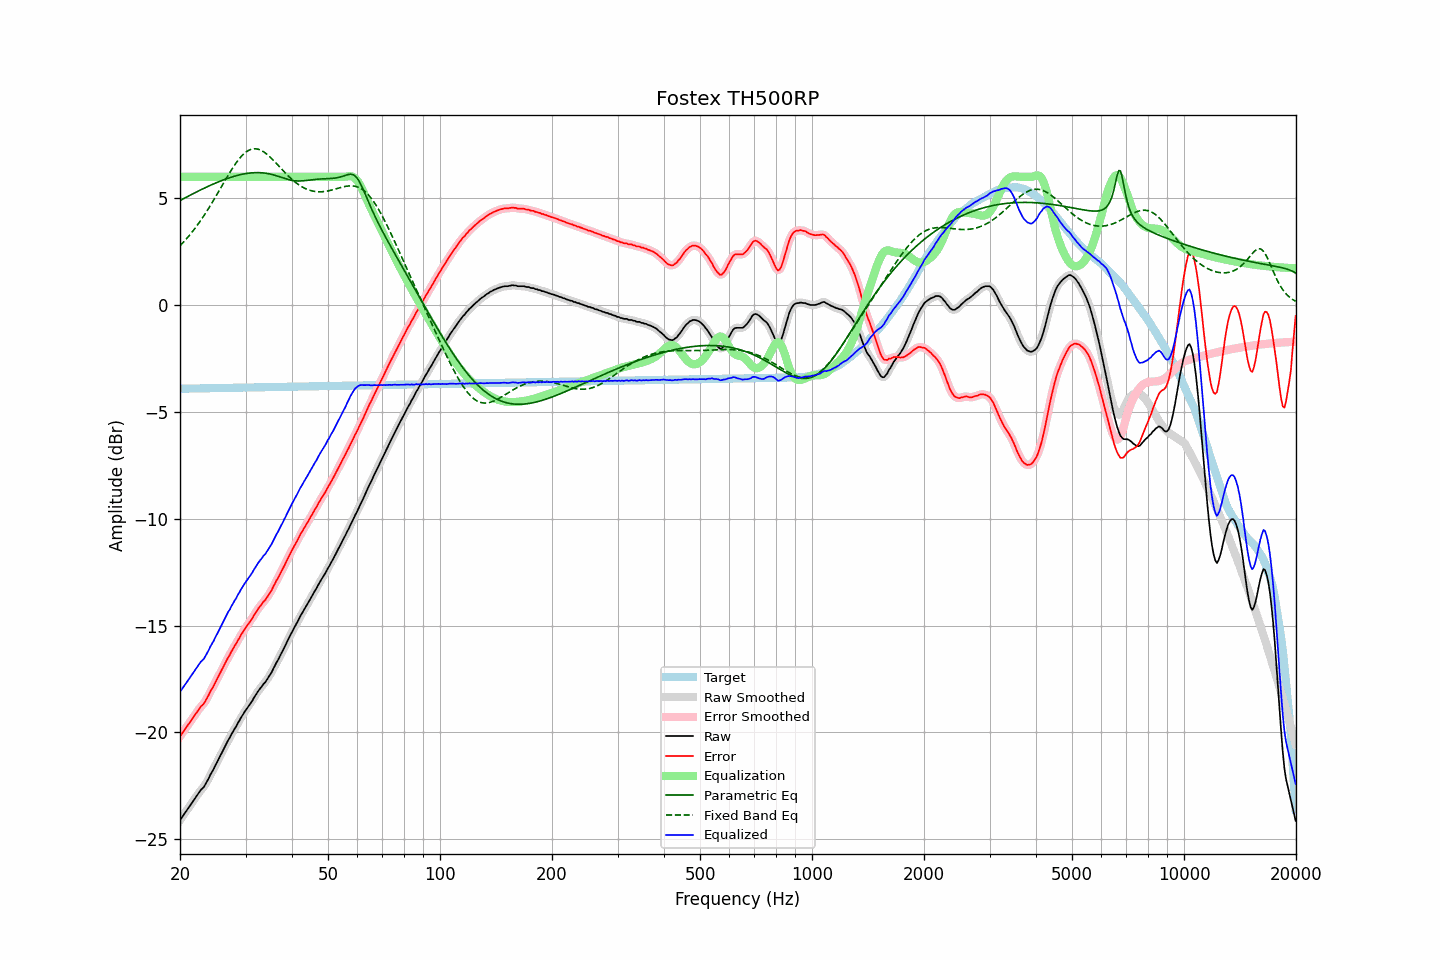 Fostex TH500RP
Amplitude (dBr)
5
0
−5
−10
−15
−20
−25
Target
Raw Smoothed
Error Smoothed
Raw
Error
Equalization
Parametric Eq
Fixed Band Eq
Equalized
20 50 100 200 500 1000 2000 5000 10000 20000
Frequency (Hz)